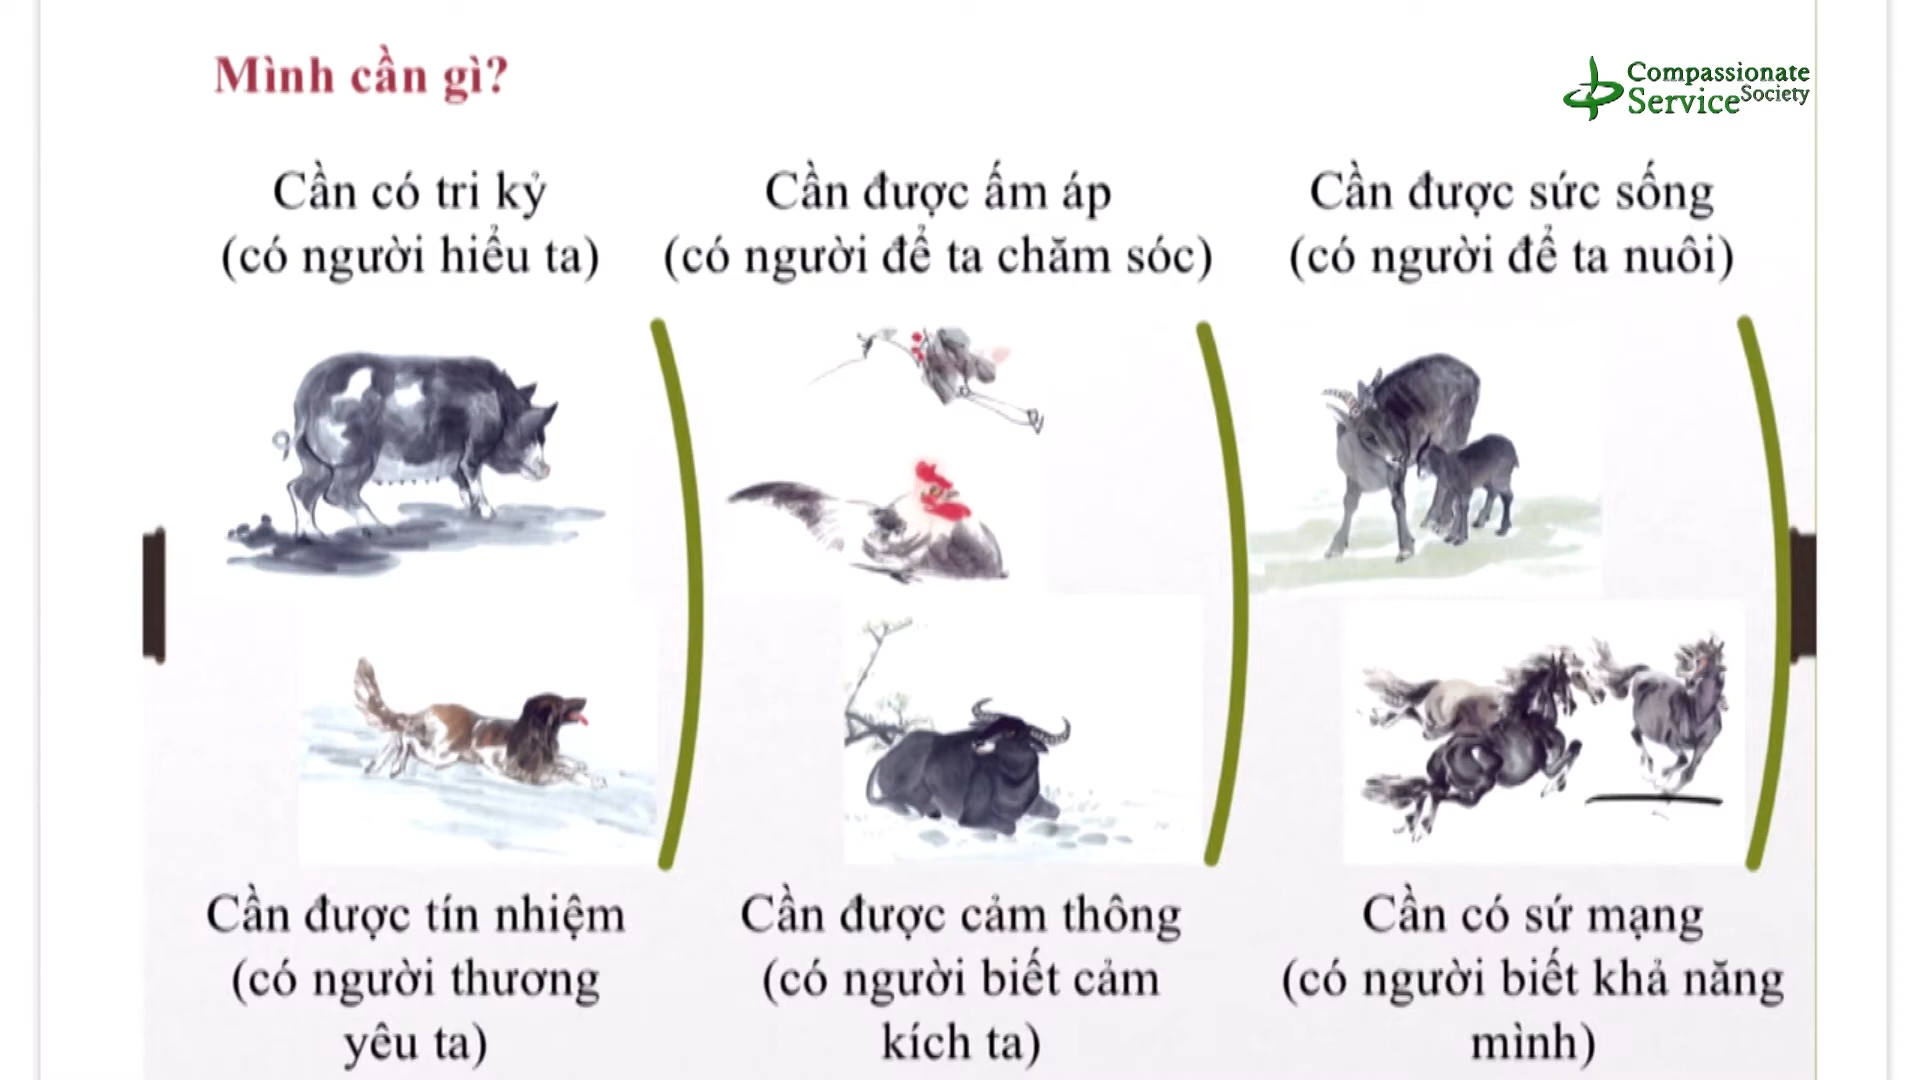 Mình cần gì?
Compassionate
Service Society
Cần có tri kỷ
(có người hiểu ta)
Cần được ấm áp
(có người để ta chăm sóc)
Cần được sức sống
(có người để ta nuôi)
Cần được tín nhiệm
(có người thương
yêu ta)
Cần được cảm thông
(có người biết cảm
kích ta)
Cần có sứ mạng
(có người biết khả năng
mình)